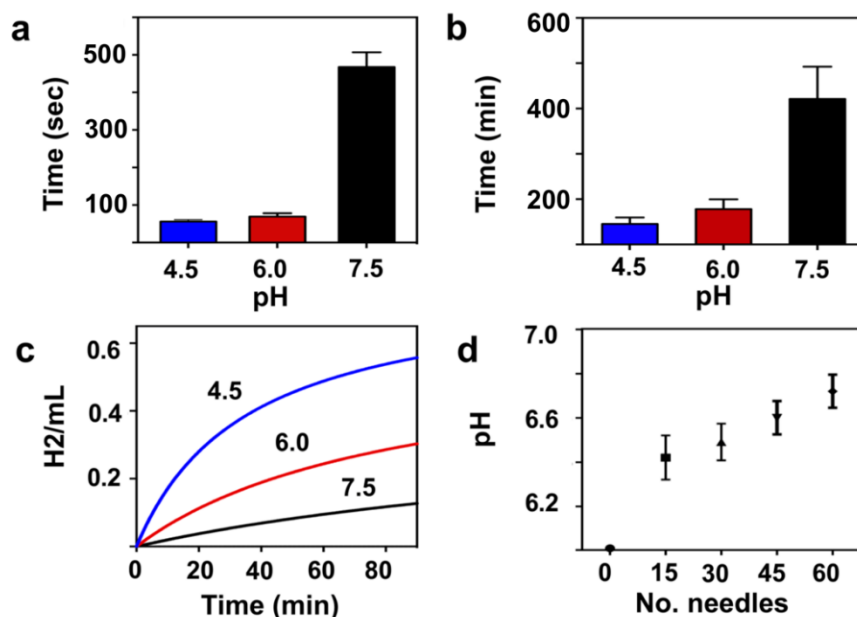 a
Time (sec)
500
300
100
4.5 6.0 7.5
pH
b
Time (min)
600
400
200
4.5 6.0 7.5
pH
c
H2/mL
0.6
0.4
0.2
4.5
6.0
7.5
0 20 40 60 80
Time (min)
d
pH
7.0
6.6
6.2
0 15 30 45 60
No. needles